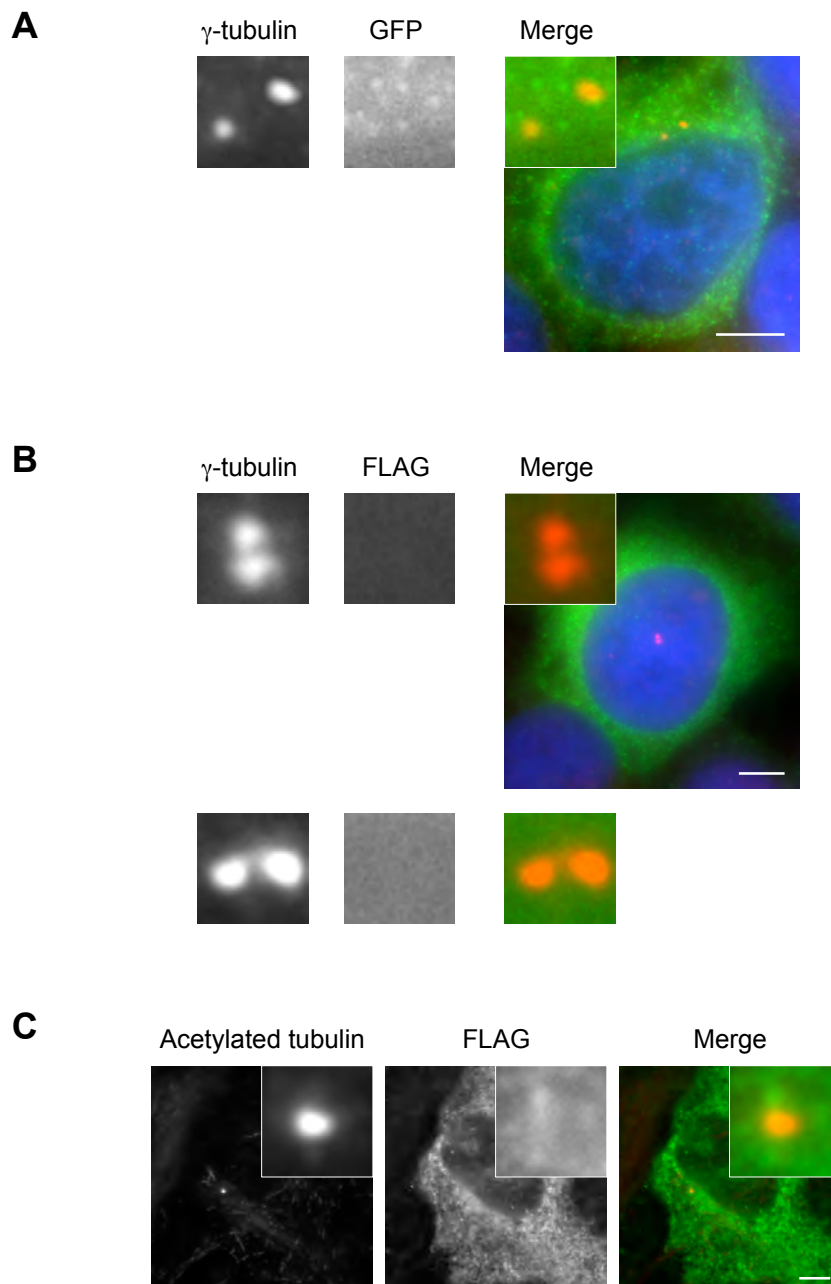 A
γ-tubulin GFP Merge
B
γ-tubulin FLAG Merge
C
Acetylated tubulin FLAG Merge